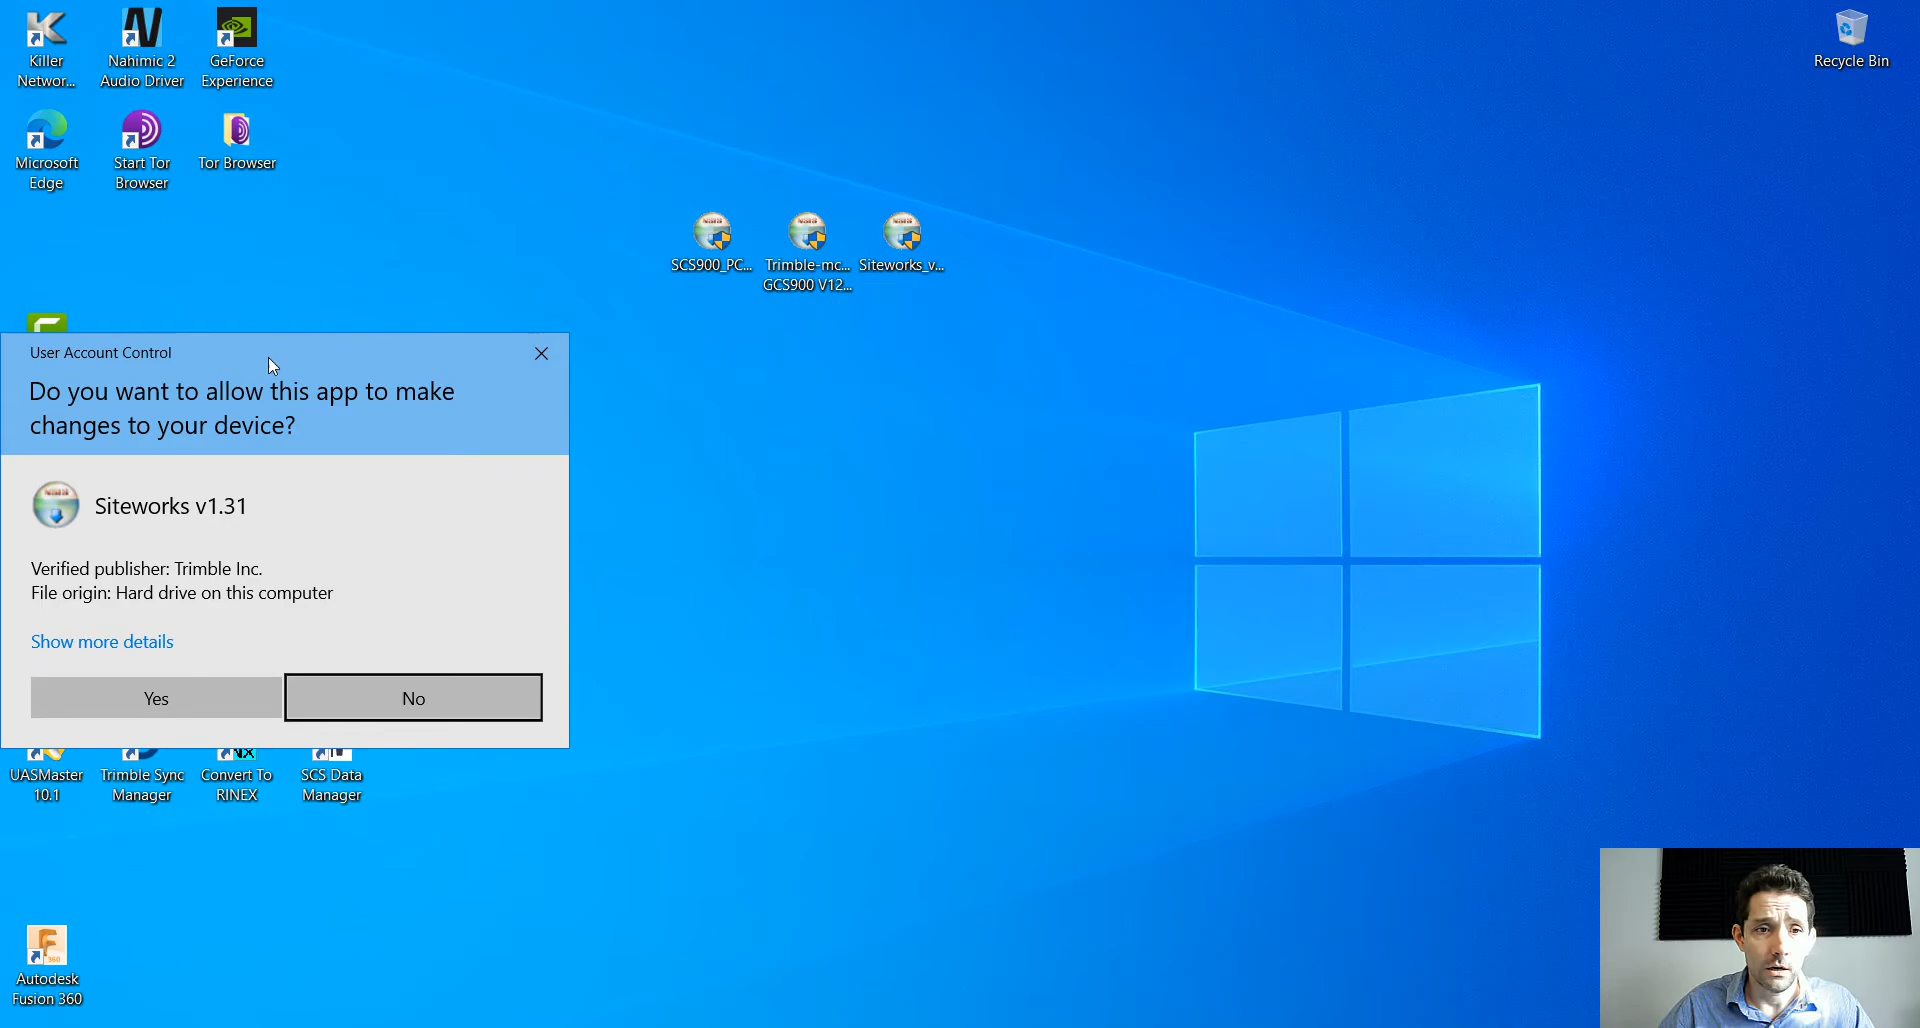 Killer
Networ...
Nahimic 2
Audio Driver
GeForce
Experience
Recycle Bin
Microsoft
Edge
Start Tor
Browser
Tor Browser
SCS900_PC...
Trimble-mc...
GCS900 V12...
Siteworks_v...
User Account Control
Do you want to allow this app to make
changes to your device?
Siteworks v1.31
Verified publisher: Trimble Inc.
File origin: Hard drive on this computer
Show more details
Yes
No
UASMaster
10.1
Trimble Sync
Manager
Convert To
RINEX
SCS Data
Manager
Autodesk
Fusion 360